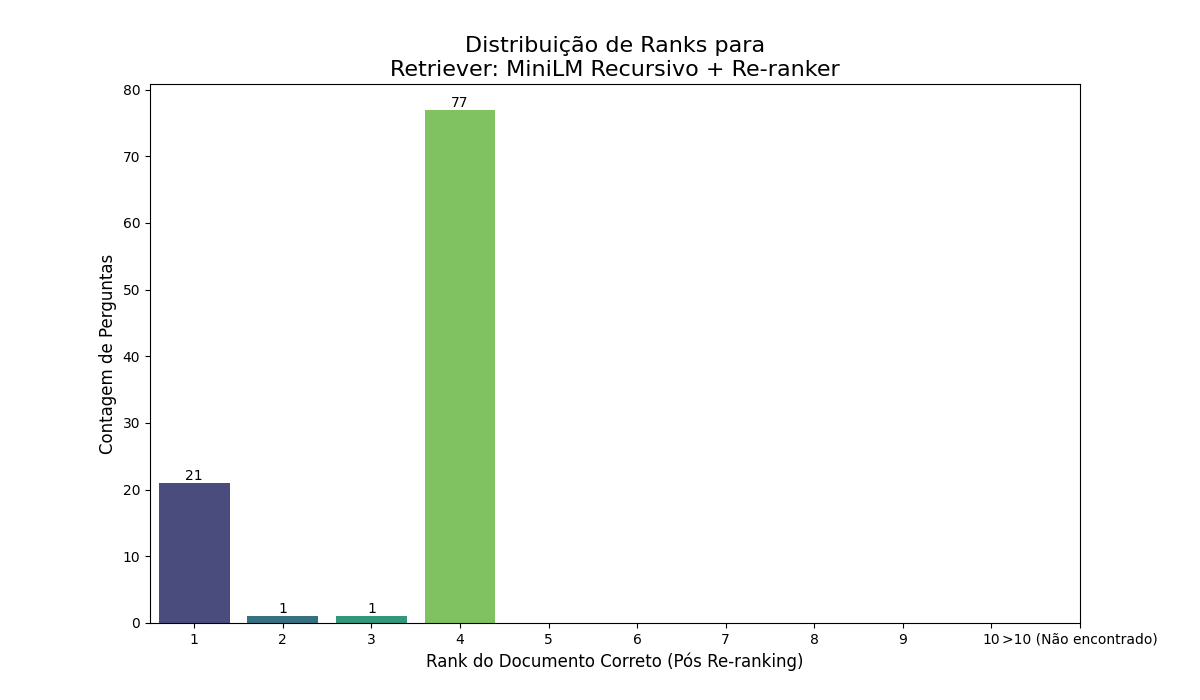 Distribuição de Ranks para
Retriever: MiniLM Recursivo + Re-ranker
80
70
60
50
40
30
20
10
0
Contagem de Perguntas
21
1
1
77
1 2 3 4 5 6 7 8 9 10 >10 (Não encontrado)
Rank do Documento Correto (Pós Re-ranking)